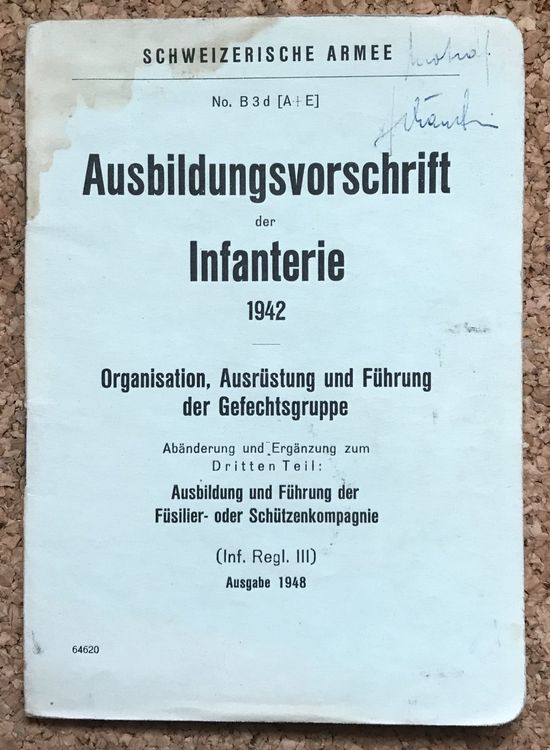 SCHWEIZERISCHE ARMEE
No. B 3 d [A+E]
Ausbildungsvorschrift
der
Infanterie
1942
Organisation, Ausrüstung und Führung
der Gefechtsgruppe
Abänderung und Ergänzung zum
Dritten Teil:
Ausbildung und Führung der
Füsilier- oder Schützenkompagnie
(Inf. Regl. III)
Ausgabe 1948
64620